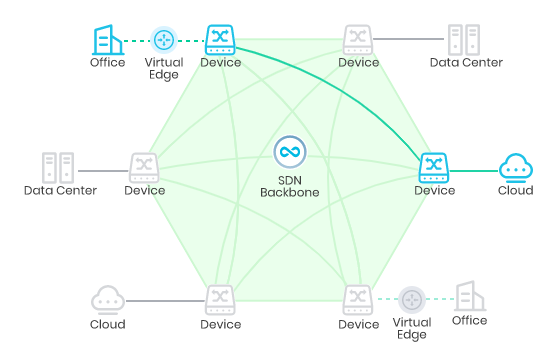 Office
Virtual
Edge
Device
Device
Data Center
SDN
Backbone
Data Center
Device
Device
Cloud
Cloud
Device
Device
Virtual
Edge
Office